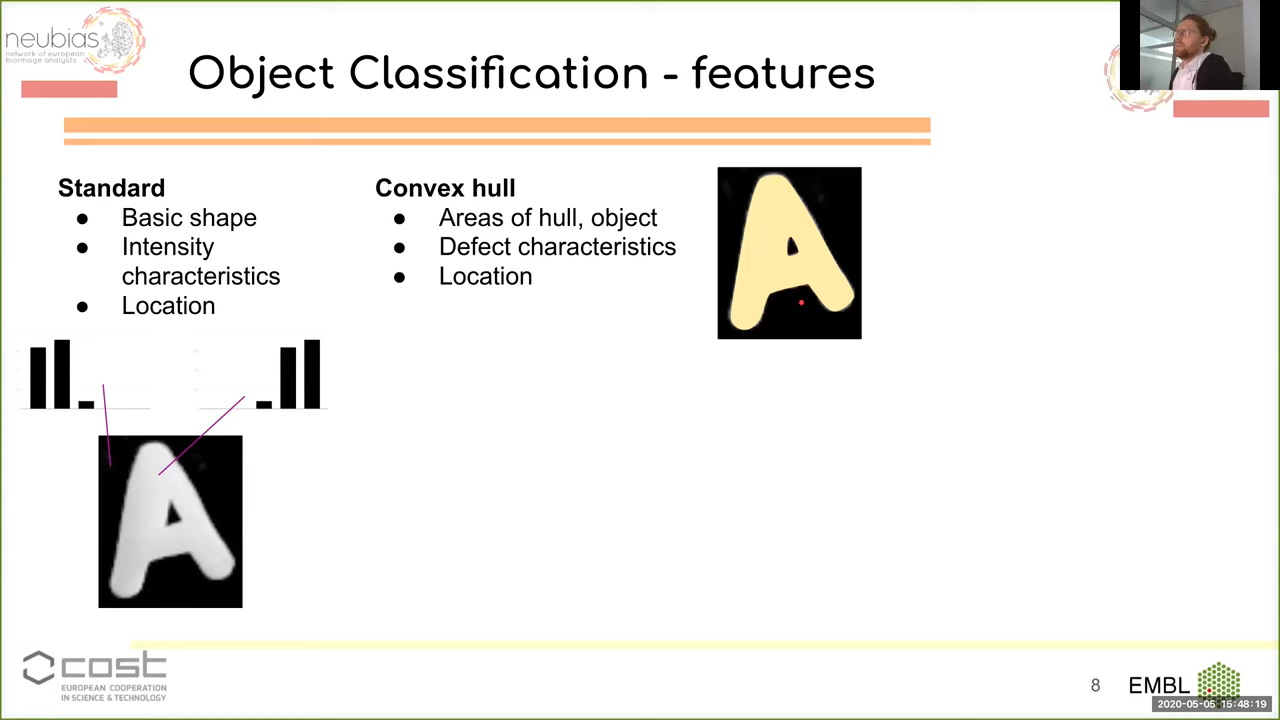 neubias
network of european
bioimage analysts
Object Classification - features
Standard
● Basic shape
● Intensity
characteristics
● Location
Convex hull
● Areas of hull, object
● Defect characteristics
● Location
A
A
cost
EUROPEAN COOPERATION
IN SCIENCE & TECHNOLOGY
8
EMBL
2020-05-05 15:48:19